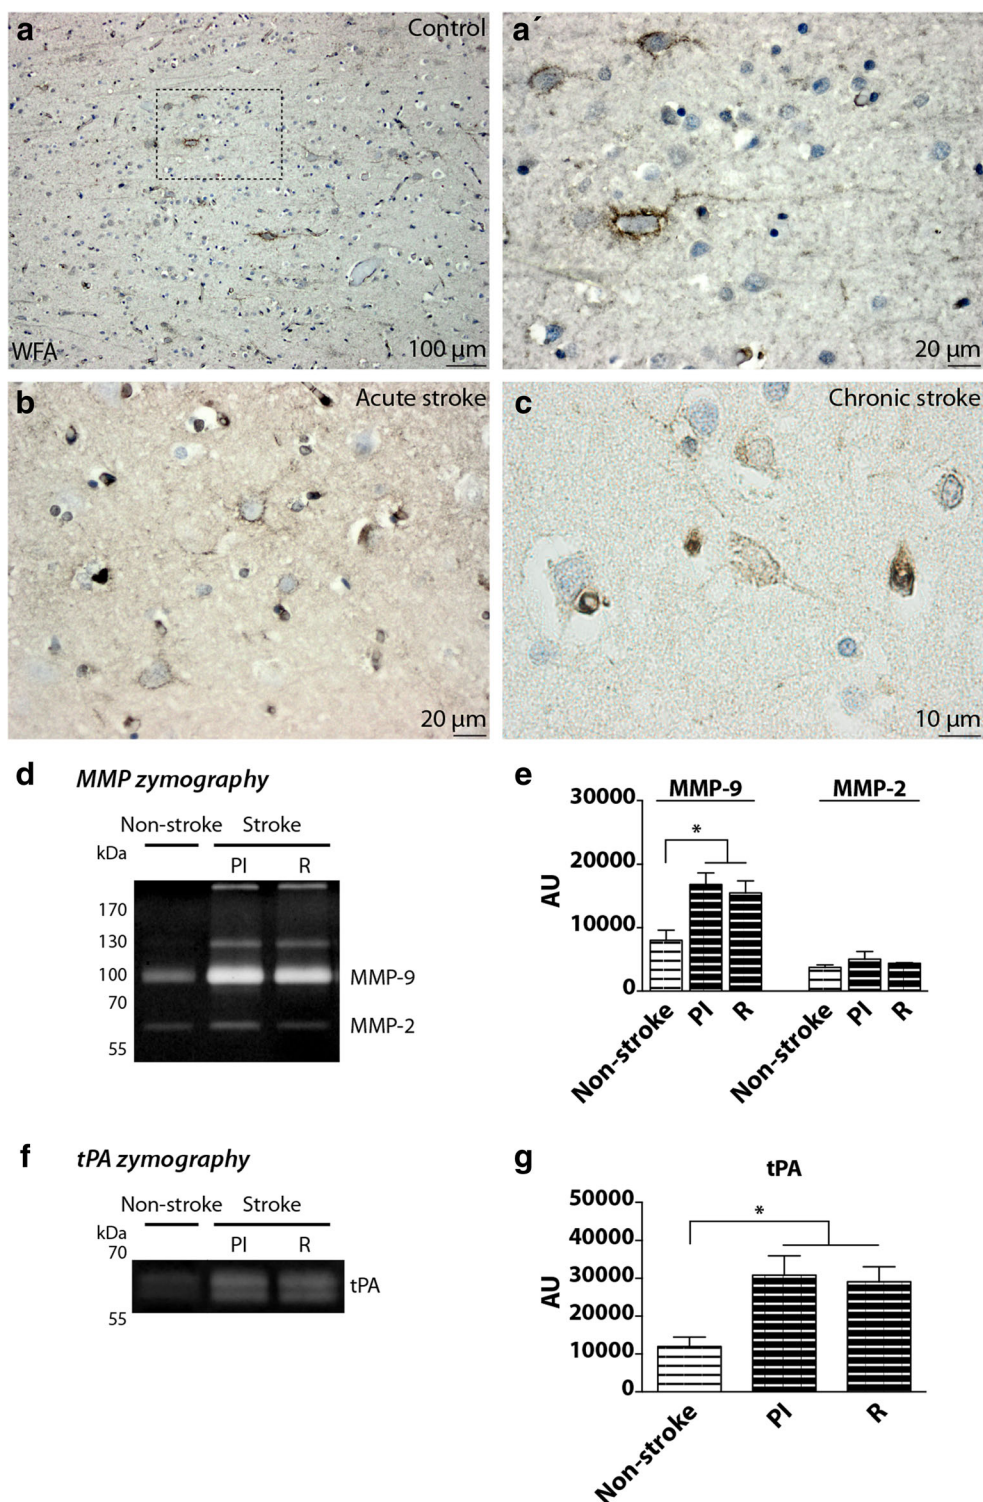 a
Control
WFA
100 µm
a´
20 µm
b
Acute stroke
20 µm
c
Chronic stroke
10 µm
d
MMP zymography
Non-stroke Stroke
kDa
PI R
170
130
100
70
55
MMP-9
MMP-2
e
MMP-9 MMP-2
30000
20000
10000
0
AU
*
Non-stroke PI R Non-stroke PI R
f
tPA zymography
Non-stroke Stroke
kDa
PI R
70
55
tPA
g
tPA
50000
40000
30000
20000
10000
0
AU
*
Non-stroke PI R